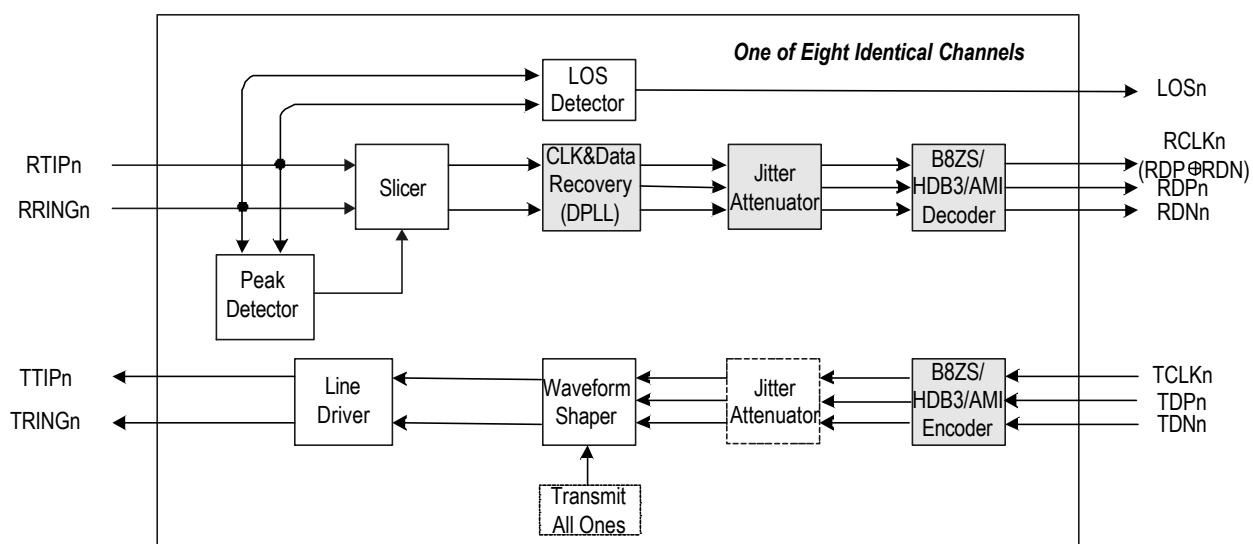 One of Eight Identical Channels
LOS
Detector
LOSn
RTIPn
RRINGn
Slicer
CLK&Data
Recovery
(DPLL)
Jitter
Attenuator
B8ZS/
HDB3/AMI
Decoder
RCLKn
(RDP⊕RDN)
RDPn
RDNn
Peak
Detector
TTIPn
TRINGn
Line
Driver
Waveform
Shaper
Jitter
Attenuator
B8ZS/
HDB3/AMI
Encoder
TCLKn
TDPn
TDNn
Transmit
All Ones